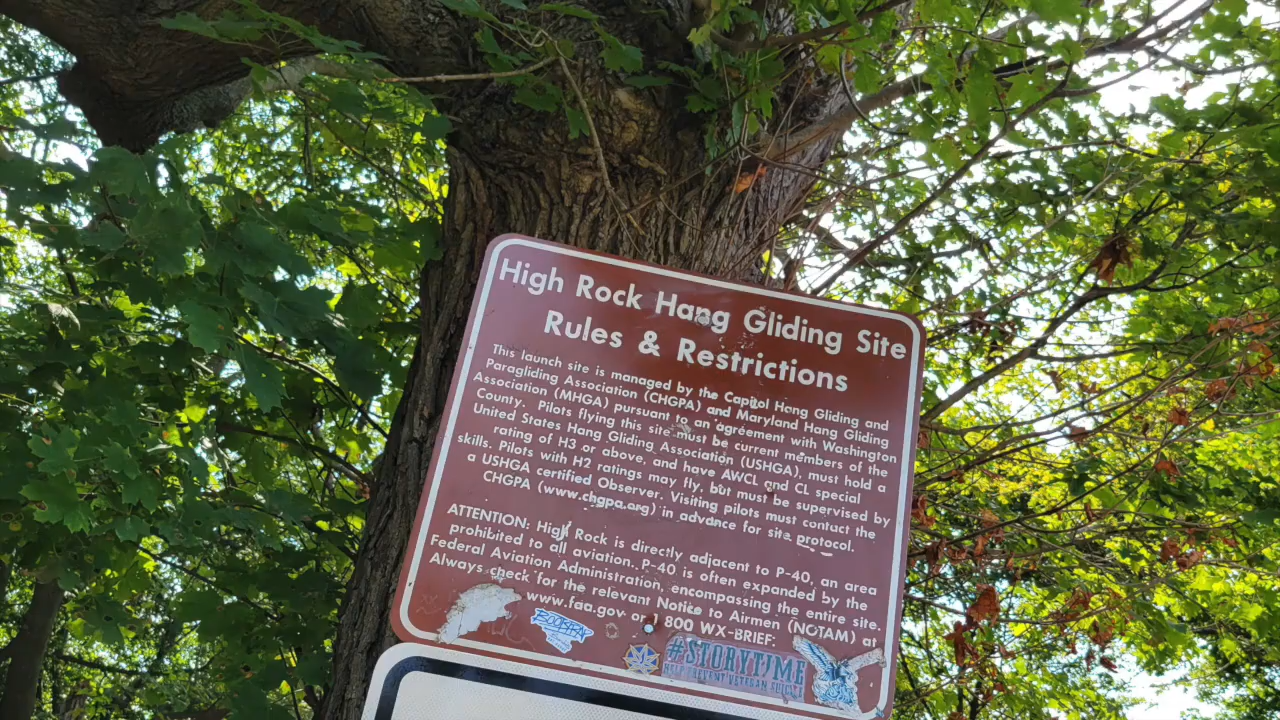 High Rock Hang Gliding Site
Rules & Restrictions
This launch site is managed by the Capitol Hang Gliding and
Paragliding Association (CHGPA) and Maryland Hang Gliding
Association (MHGA) pursuant to an agreement with Washington
County. Pilots flying this site must be current members of the
United States Hang Gliding Association (USHGA), must hold a
rating of H3 or above, and have AWCL and CL special
skills. Pilots with H2 ratings may fly, but must be supervised by
a USHGA certified Observer. Visiting pilots must contact the
CHGPA (www.chgpa.org) in advance for site protocol.
ATTENTION: High Rock is directly adjacent to P-40, an area
prohibited to all aviation. P-40 is often expanded by the
Federal Aviation Administration, encompassing the entire site.
Always check for the relevant Notice to Airmen (NOTAM) at
www.faa.gov or 800 WX-BRIEF.
#STORYTIME
HELP PREVENT VETERAN SUICIDE